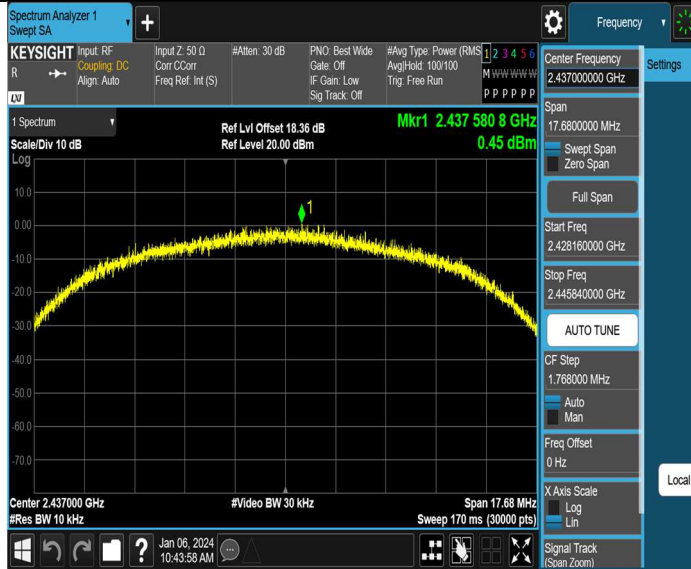 Spectrum Analyzer 1
Swept SA
+
Frequency
KEYSIGHT
R
LXI
Input: RF
Coupling: DC
Align: Auto
Input Z: 50 Ω
Corr CCorr
Freq Ref: Int (S)
#Atten: 30 dB
PNO: Best Wide
Gate: Off
IF Gain: Low
Sig Track: Off
#Avg Type: Power (RMS
Avg|Hold: 100/100
Trig: Free Run
1 2 3 4 5 6
M W W W W W
P P P P P P
1 Spectrum
Scale/Div 10 dB
Log
Ref Lvl Offset 18.36 dB
Ref Level 20.00 dBm
Mkr1 2.437 580 8 GHz
0.45 dBm
1
10.0
0.00
-10.0
-20.0
-30.0
-40.0
-50.0
-60.0
-70.0
Center 2.437000 GHz
#Res BW 10 kHz
#Video BW 30 kHz
Span 17.68 MHz
Sweep 170 ms (30000 pts)
?
Jan 06, 2024
10:43:58 AM
Center Frequency
2.437000000 GHz
Span
17.6800000 MHz
Swept Span
Zero Span
Full Span
Start Freq
2.428160000 GHz
Stop Freq
2.445840000 GHz
AUTO TUNE
CF Step
1.768000 MHz
Auto
Man
Freq Offset
0 Hz
X Axis Scale
Log
Lin
Signal Track
(Span Zoom)
Settings
Local